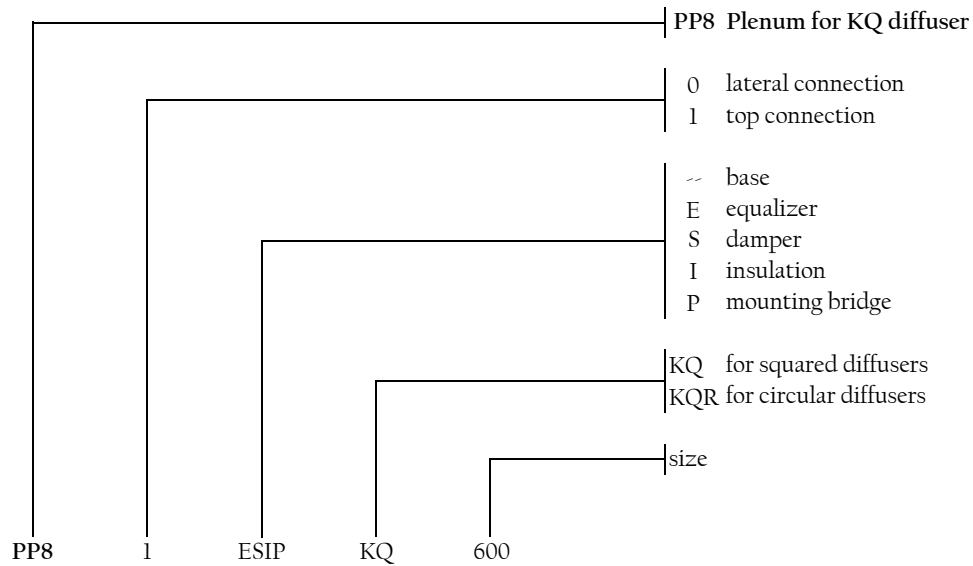 PP8 Plenum for KQ diffuser
0 lateral connection
1 top connection
-- base
E equalizer
S damper
I insulation
P mounting bridge
KQ for squared diffusers
KQR for circular diffusers
size
PP8 1 ESIP KQ 600